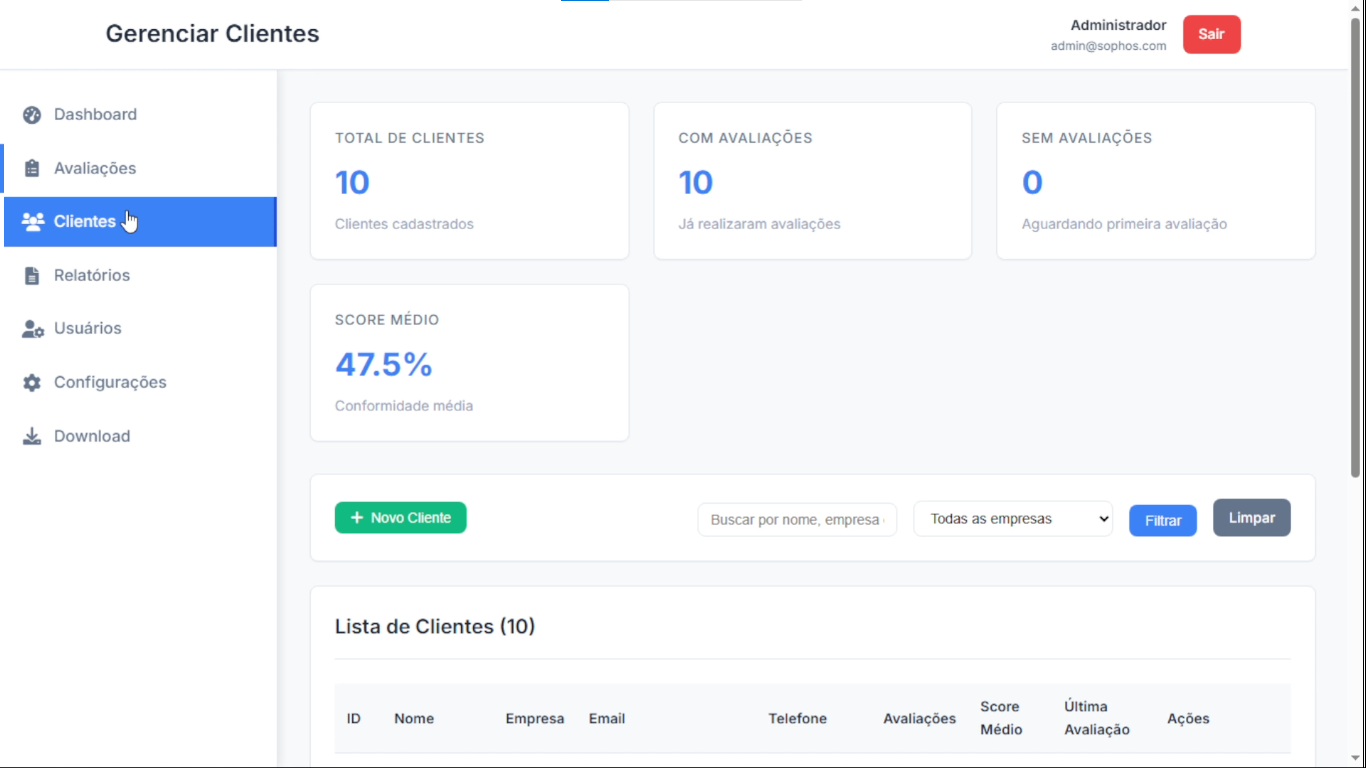 Gerenciar Clientes
Administrador
admin@sophos.com
Sair
Dashboard
Avaliações
Clientes
Relatórios
Usuários
Configurações
Download
TOTAL DE CLIENTES
10
Clientes cadastrados
COM AVALIAÇÕES
10
Já realizaram avaliações
SEM AVALIAÇÕES
0
Aguardando primeira avaliação
SCORE MÉDIO
47.5%
Conformidade média
+ Novo Cliente
Buscar por nome, empresa
Todas as empresas
Filtrar
Limpar
Lista de Clientes (10)
ID Nome Empresa Email Telefone Avaliações Score Médio Última Avaliação Ações